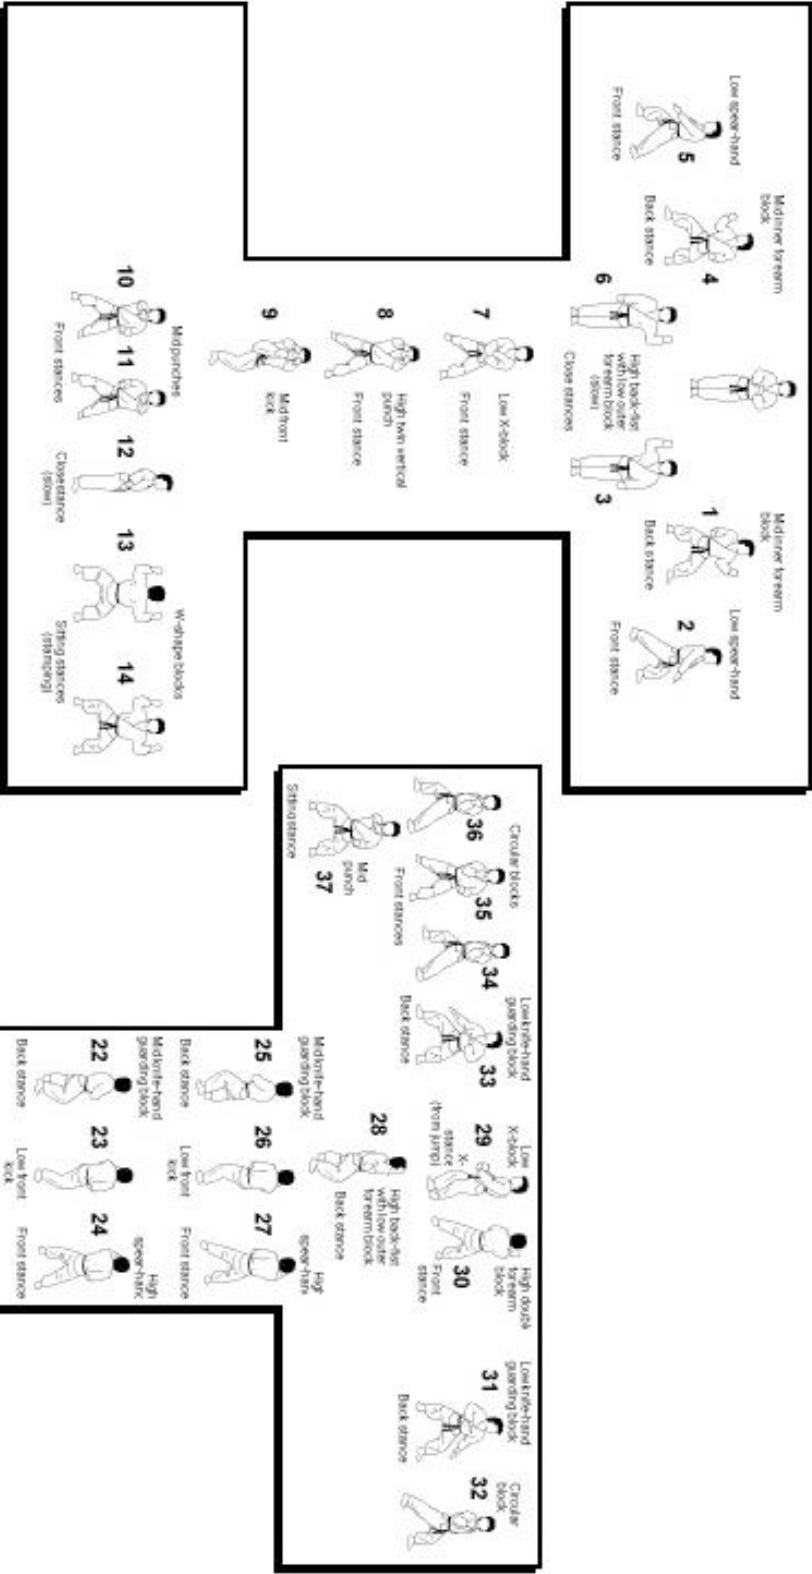 Low spear-hand
5
Front stance
Mid inner forearm
block
4
Back stance
6
High back-fist
with low outer
forearm block
(slow)
Close stances
3
Mid inner forearm
block
1
Back stance
Low spear-hand
2
Front stance
7
Low X-block
Front stance
8
High twin vertical
punch
Front stance
9
Mid front
kick
10
Mid punches
11
Front stances
12
Close stance
(slow)
13
W-shape blocks
14
Sitting stances
(stamping)
Circular blocks
36
35
34
Front stances
Low knife-hand
guarding block
33
Back stance
Mid
punch
37
Sitting stance
Low
X-block
29
X-
stance
(from jump)
High doubl
forearm
block
30
Front
stance
Low knife-hand
guarding block
31
Back stance
Circular
block
32
28
High back-fist
with low outer
forearm block
Back stance
Mid knife-hand
guarding block
25
Back stance
26
Low front
kick
High
spear-han
27
Front stance
Mid knife-hand
guarding block
22
Back stance
23
Low front
kick
High
spear-han
24
Front stance